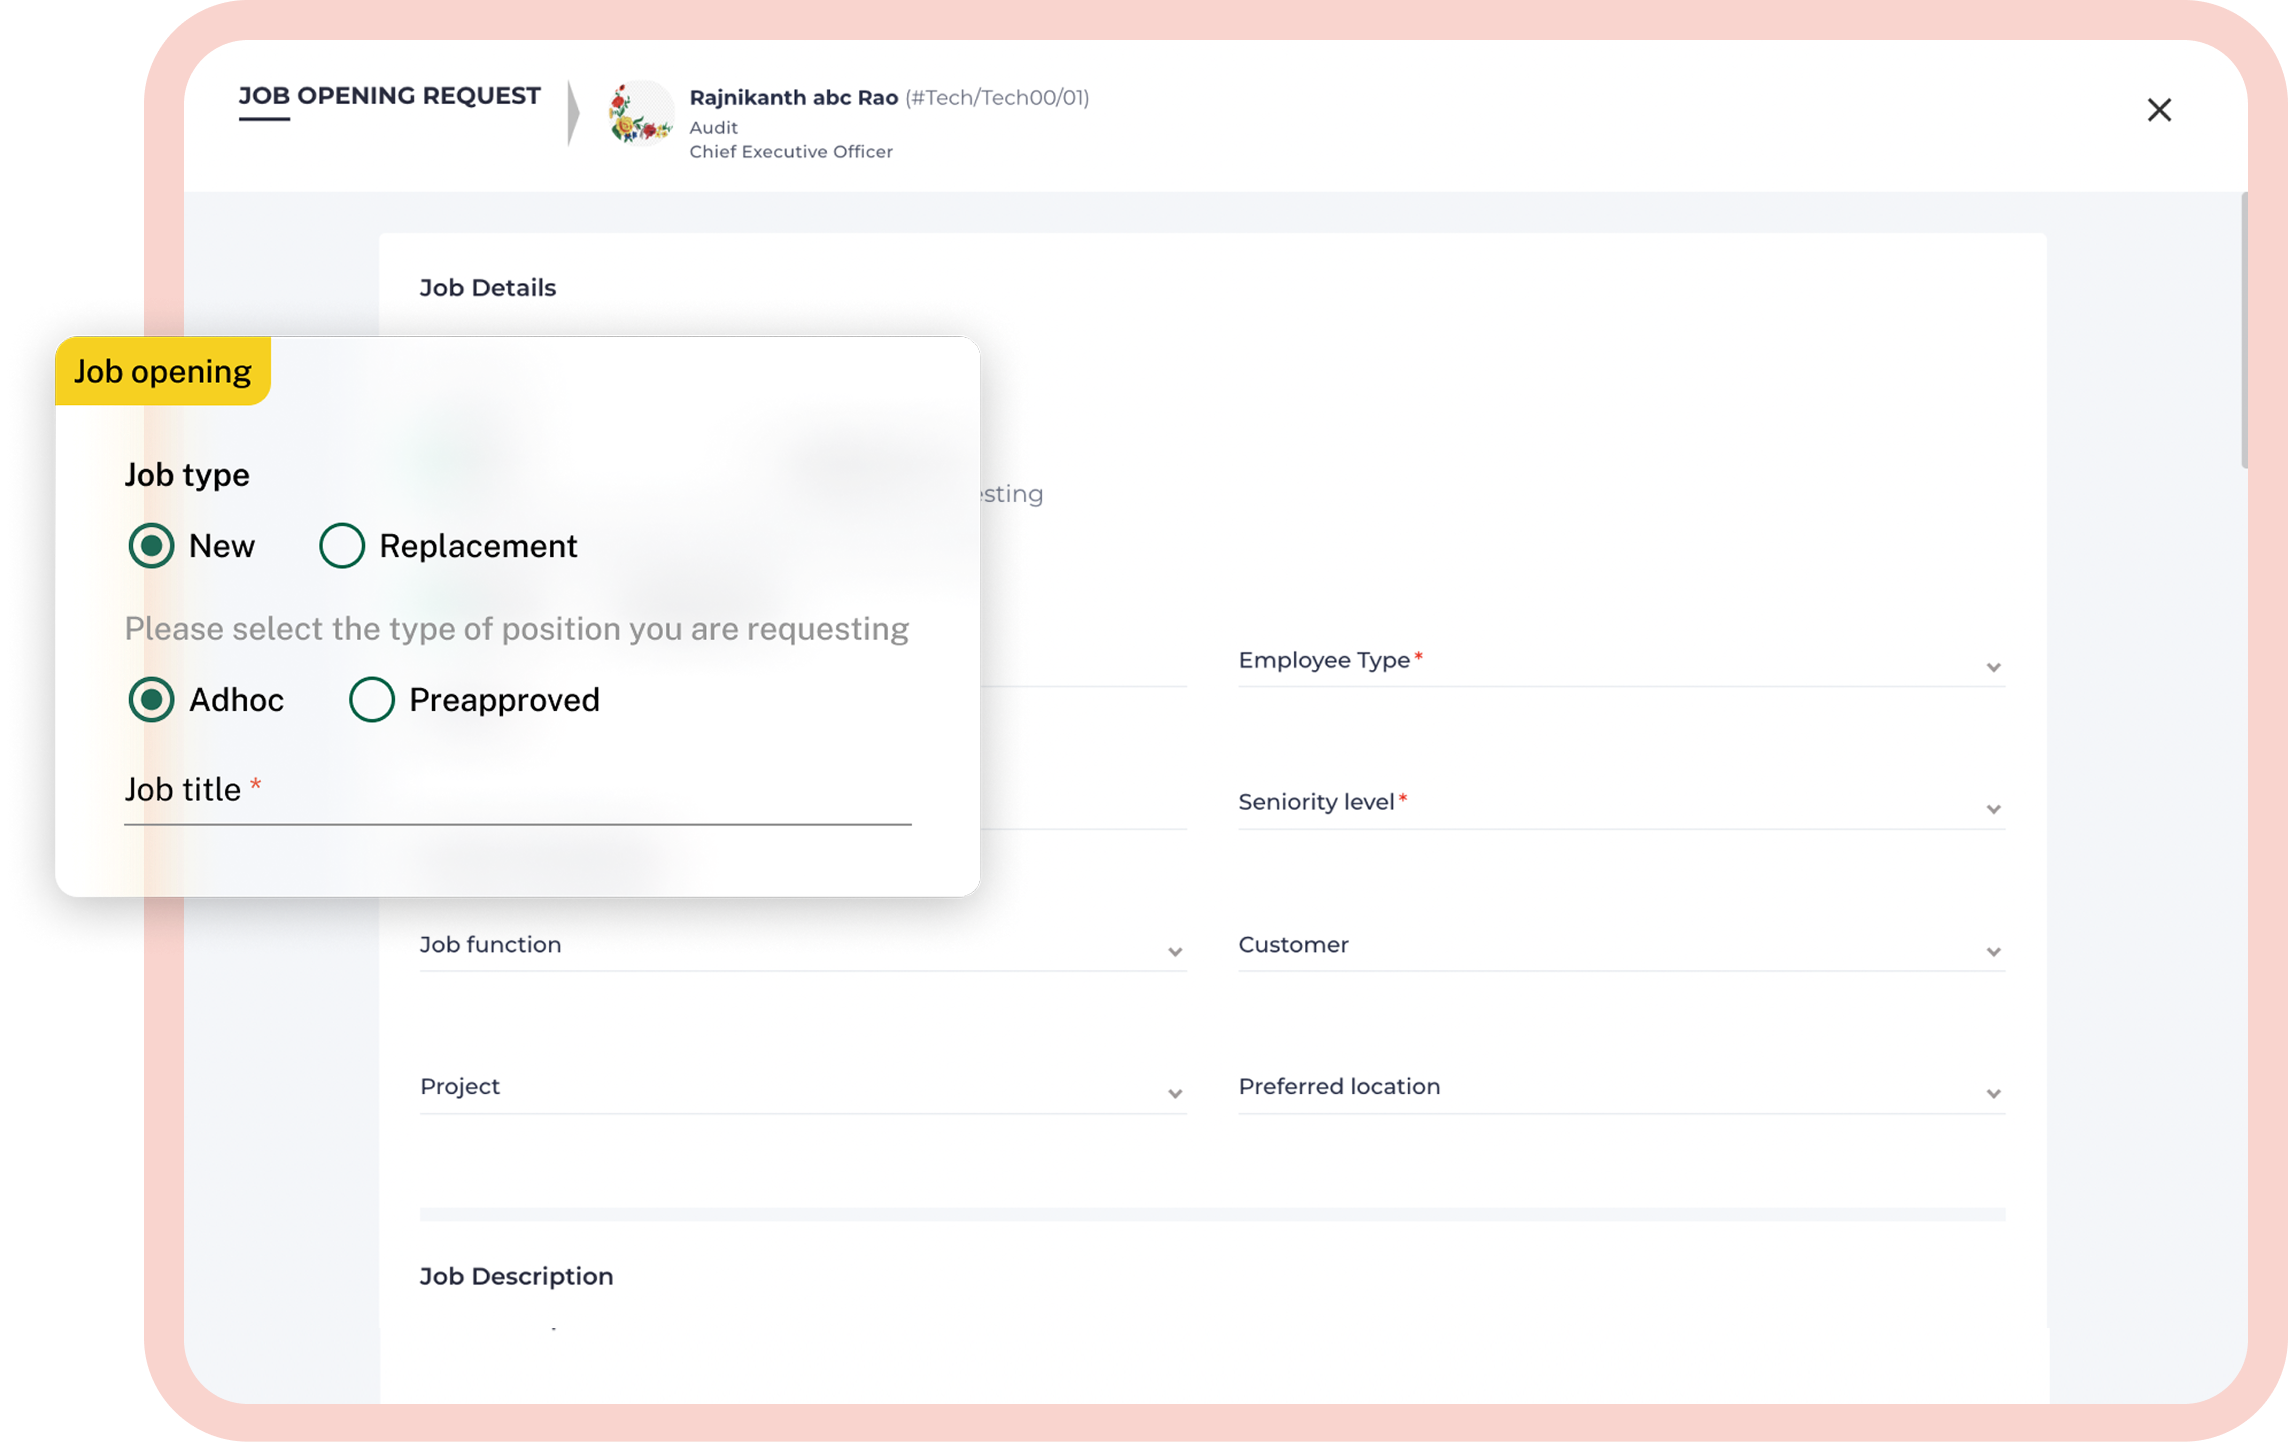 JOB OPENING REQUEST
Rajnikanth abc Rao (#Tech/Tech00/01)
Audit
Chief Executive Officer
Job Details
Job opening
Job type
New Replacement
Please select the type of position you are requesting
Adhoc Preapproved
Job title *
Employee Type*
Seniority level*
Job function
Customer
Project
Preferred location
Job Description